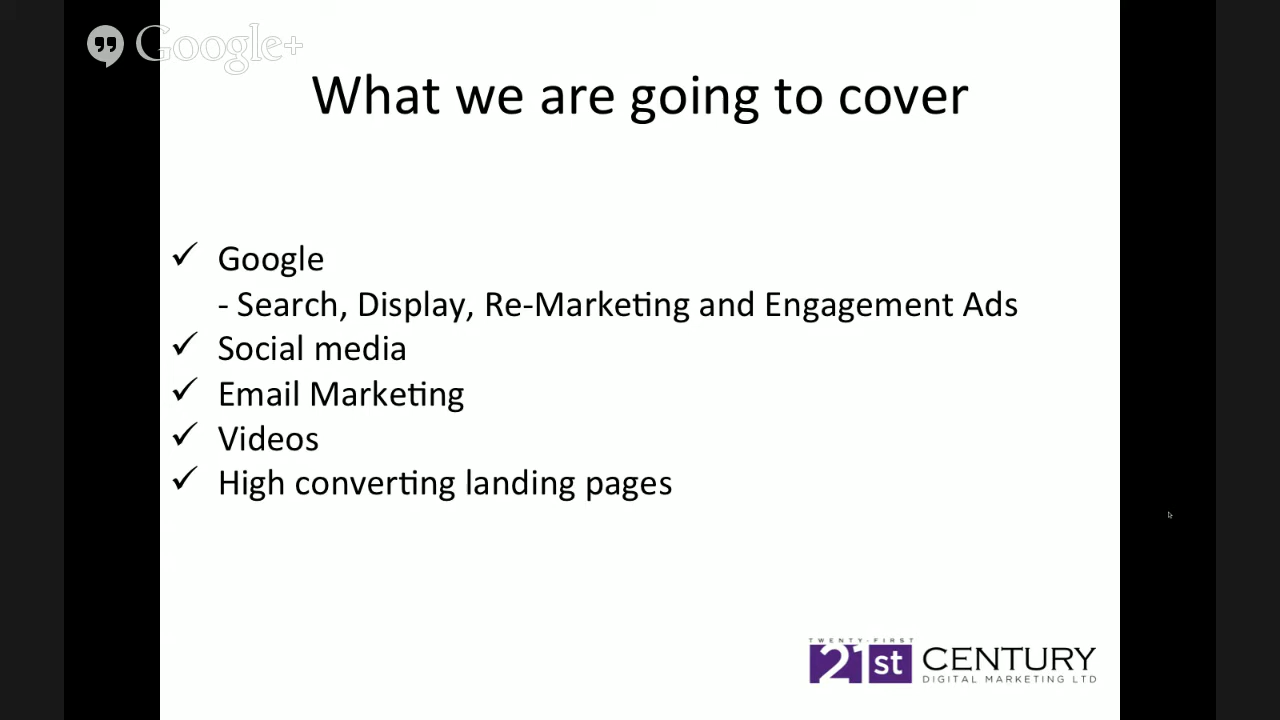 Google+
What we are going to cover
✓ Google
- Search, Display, Re-Marketing and Engagement Ads
✓ Social media
✓ Email Marketing
✓ Videos
✓ High converting landing pages
TWENTY-FIRST
21st CENTURY
DIGITAL MARKETING LTD